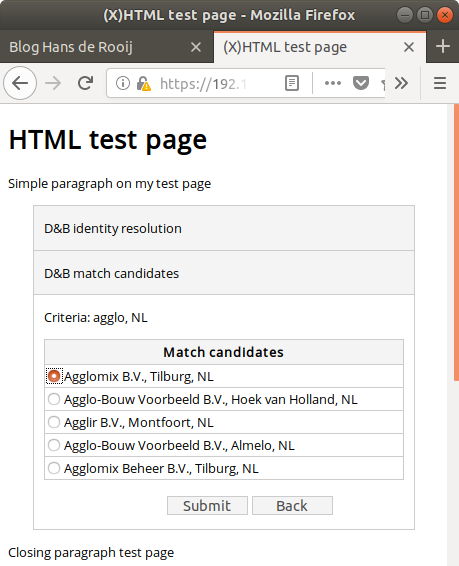 (X)HTML test page - Mozilla Firefox
Blog Hans de Rooij
(X)HTML test page
https://192.1
HTML test page
Simple paragraph on my test page
D&B identity resolution
D&B match candidates
Criteria: agglo, NL
Match candidates
Agglomix B.V., Tilburg, NL
Agglo-Bouw Voorbeeld B.V., Hoek van Holland, NL
Agglir B.V., Montfoort, NL
Agglo-Bouw Voorbeeld B.V., Almelo, NL
Agglomix Beheer B.V., Tilburg, NL
Submit Back
Closing paragraph test page